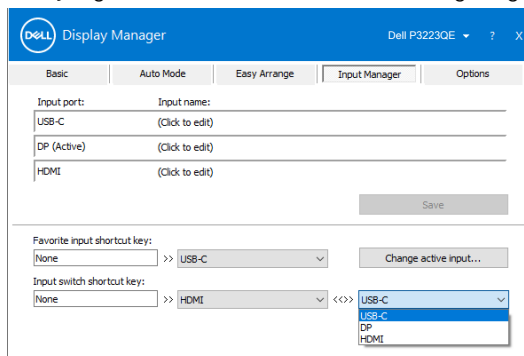 DELL Display Manager Dell P3223QE ? X
Basic Auto Mode Easy Arrange Input Manager Options
Input port: Input name:
USB-C (Click to edit)
DP (Active) (Click to edit)
HDMI (Click to edit)
Save
Favorite input shortcut key:
None >> USB-C Change active input...
Input switch shortcut key:
None >> HDMI <<>> USB-C
USB-C
DP
HDMI